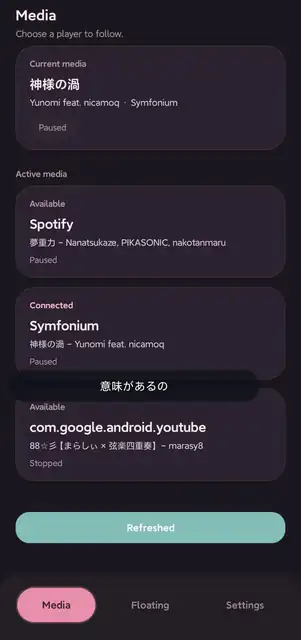 Media
Choose a player to follow.
Current media
神様の渦
Yunomi feat. nicamoq · Symfonium
Paused
Active media
Available
Spotify
夢重力 – Nanatsukaze, PIKASONIC, nakotanmaru
Paused
Connected
Symfonium
神様の渦 – Yunomi feat. nicamoq
Paused
意味があるの
Available
com.google.android.youtube
88☆彡【まらしぃ × 弦楽四重奏】 – marasy8
Stopped
Refreshed
Media
Floating
Settings